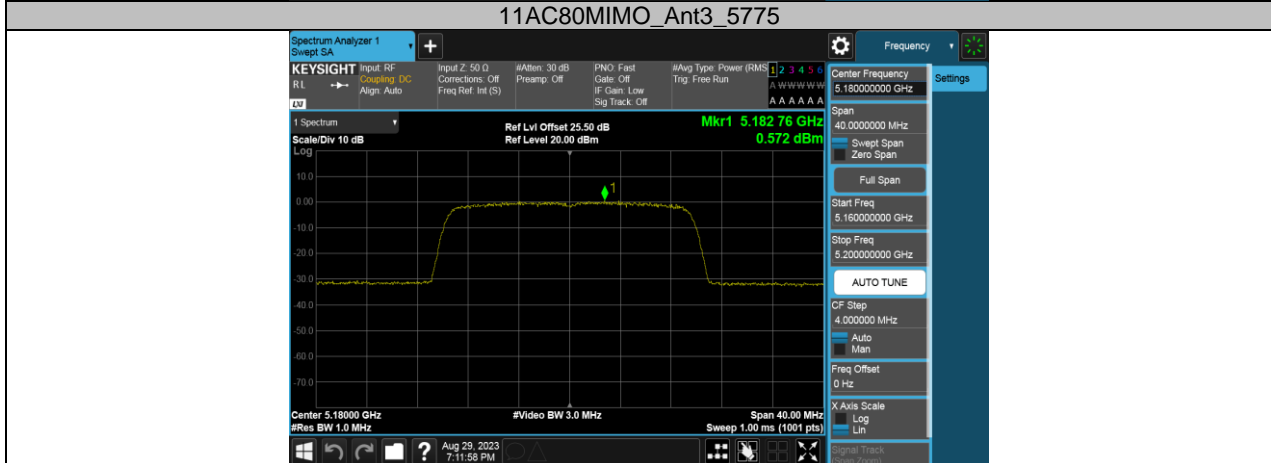 11AC80MIMO_Ant3_5775
Spectrum Analyzer 1
Swept SA
+
Frequency
KEYSIGHT
RL
LXI
Input: RF
Coupling: DC
Align: Auto
Input Z: 50 Ω
Corrections: Off
Freq Ref: Int (S)
#Atten: 30 dB
Preamp: Off
PNO: Fast
Gate: Off
IF Gain: Low
Sig Track: Off
#Avg Type: Power (RMS
Trig: Free Run
1 2 3 4 5 6
A W W W W W
A A A A A A
Center Frequency
5.180000000 GHz
Settings
Span
40.0000000 MHz
Swept Span
Zero Span
Full Span
Start Freq
5.160000000 GHz
Stop Freq
5.200000000 GHz
AUTO TUNE
CF Step
4.000000 MHz
Auto
Man
Freq Offset
0 Hz
X Axis Scale
Log
Lin
Signal Track
(Span Zoom)
1 Spectrum
Scale/Div 10 dB
Log
Ref Lvl Offset 25.50 dB
Ref Level 20.00 dBm
Mkr1 5.182 76 GHz
0.572 dBm
10.0
0.00
-10.0
-20.0
-30.0
-40.0
-50.0
-60.0
-70.0
1
Center 5.18000 GHz
#Res BW 1.0 MHz
#Video BW 3.0 MHz
Span 40.00 MHz
Sweep 1.00 ms (1001 pts)
?
Aug 29, 2023
7:11:58 PM